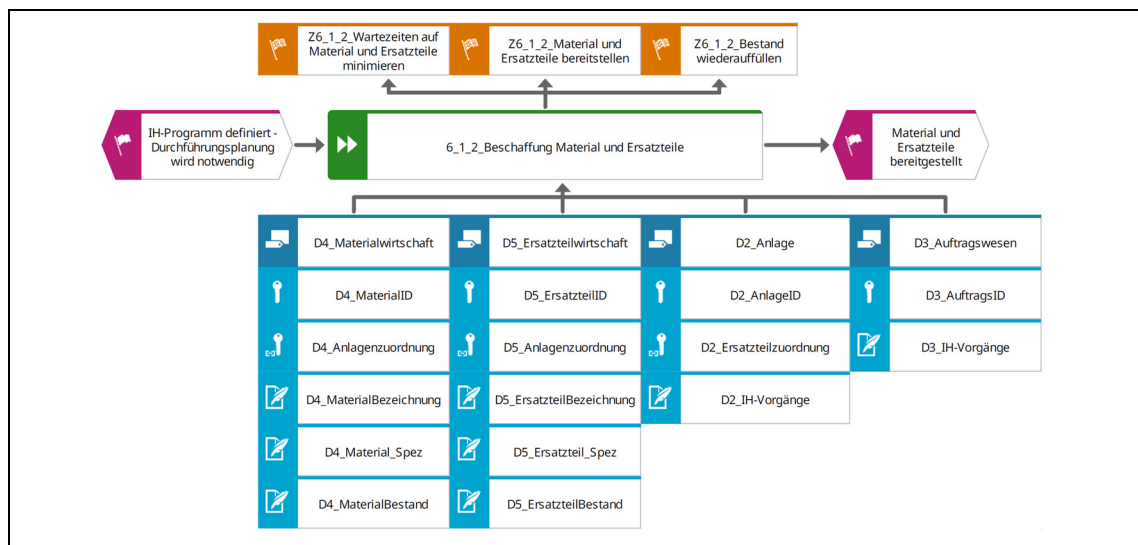 Z6_1_2_Wartezeiten auf
Material und Ersatzteile
minimieren
Z6_1_2_Material und
Ersatzteile bereitstellen
Z6_1_2_Bestand
wiederauffüllen
IH-Programm definiert -
Durchführungsplanung
wird notwendig
6_1_2_Beschaffung Material und Ersatzteile
Material und
Ersatzteile
bereitgestellt
D4_Materialwirtschaft
D5_Ersatzteilwirtschaft
D2_Anlage
D3_Auftragswesen
D4_MaterialID
D5_ErsatzteilID
D2_AnlageID
D3_AuftragsID
D4_Anlagenzuordnung
D5_Anlagenzuordnung
D2_Ersatzteilzuordnung
D3_IH-Vorgänge
D4_MaterialBezeichnung
D5_ErsatzteilBezeichnung
D2_IH-Vorgänge
D4_Material_Spez
D5_Ersatzteil_Spez
D4_MaterialBestand
D5_ErsatzteilBestand